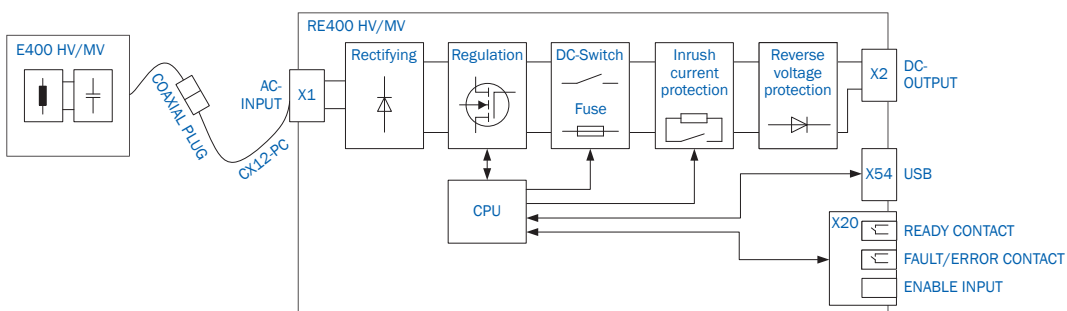 RE400 HV/MV
E400 HV/MV
COAXIAL PLUG
CX12-PC
AC-
INPUT
X1
Rectifying
Regulation
DC-Switch
Fuse
Inrush
current
protection
Reverse
voltage
protection
X2
DC-
OUTPUT
CPU
X54
USB
X20
READY CONTACT
FAULT/ERROR CONTACT
ENABLE INPUT